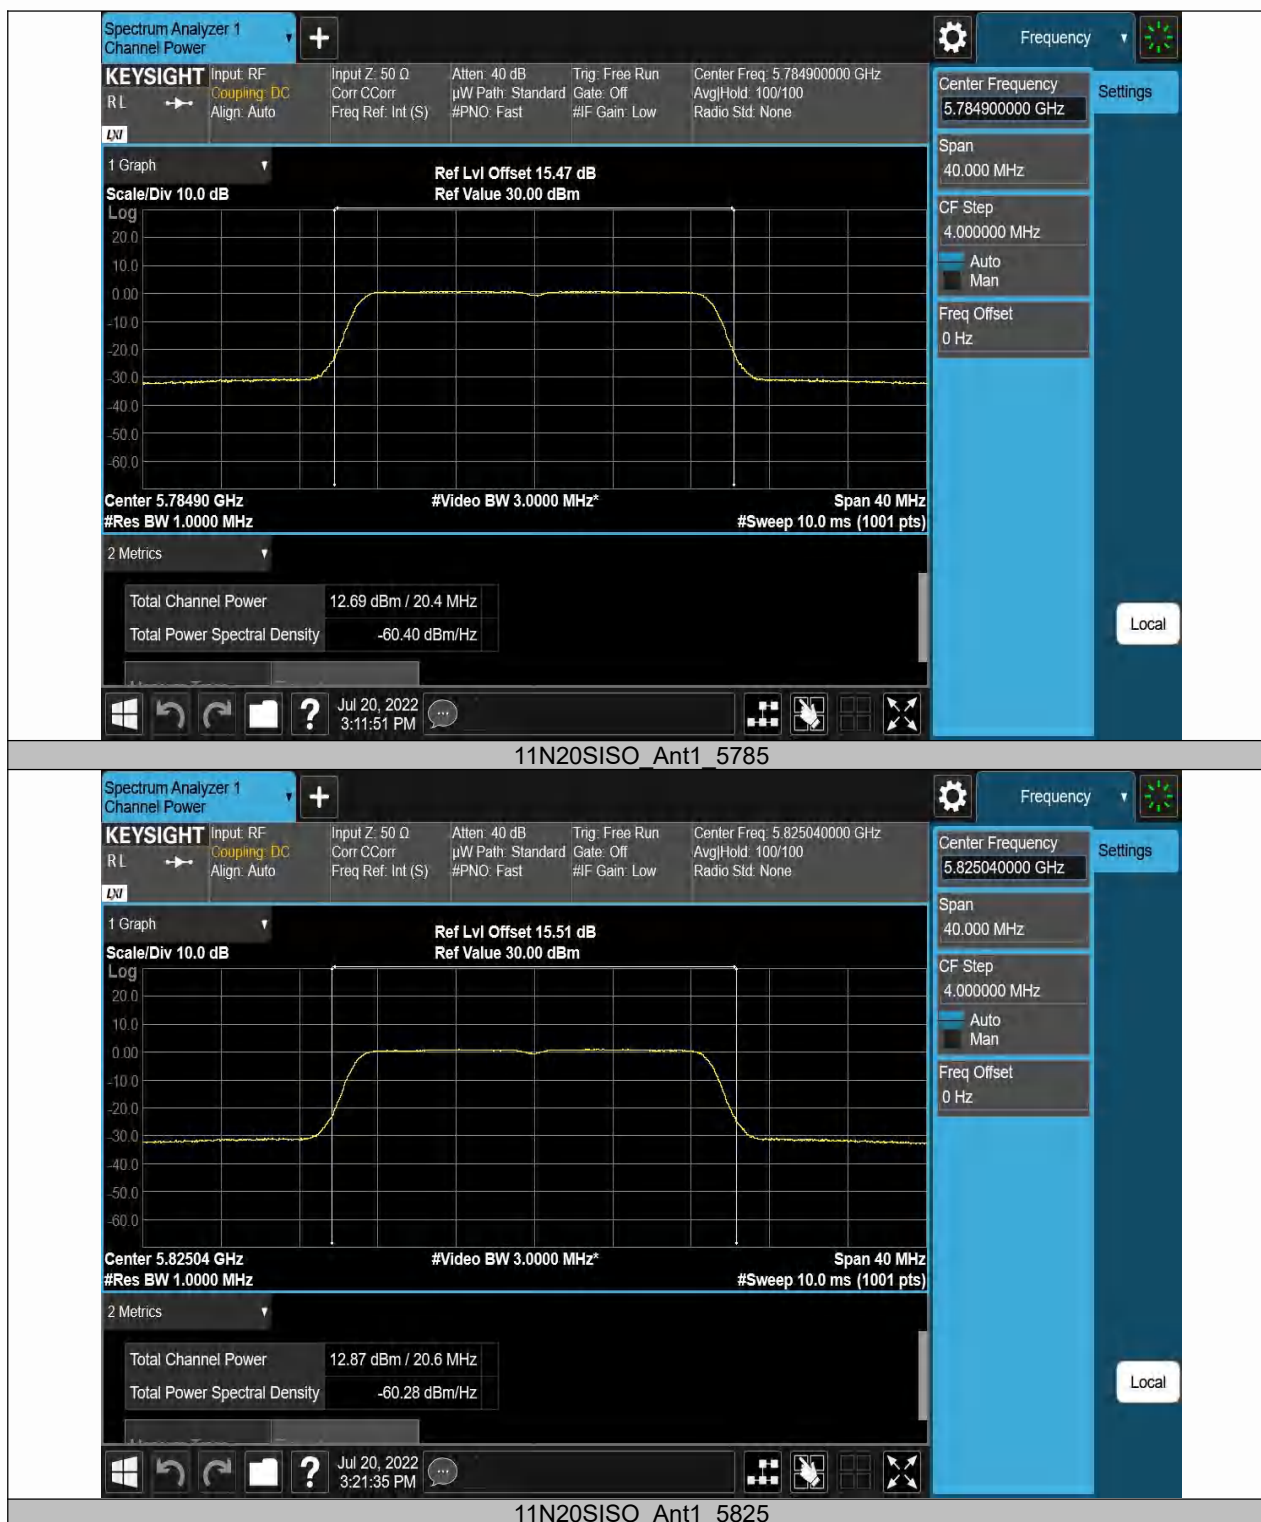 Spectrum Analyzer 1
Channel Power
Frequency
KEYSIGHT
RL
LXI
Input: RF
Coupling: DC
Align: Auto
Input Z: 50 Ω
Corr CCorr
Freq Ref: Int (S)
Atten: 40 dB
µW Path: Standard
#PNO: Fast
Trig: Free Run
Gate: Off
#IF Gain: Low
Center Freq: 5.784900000 GHz
Avg|Hold: 100/100
Radio Std: None
Center Frequency
5.784900000 GHz
Settings
Span
40.000 MHz
CF Step
4.000000 MHz
Auto
Man
Freq Offset
0 Hz
Local
1 Graph
Scale/Div 10.0 dB
Ref Lvl Offset 15.47 dB
Ref Value 30.00 dBm
Log
20.0
10.0
0.00
-10.0
-20.0
-30.0
-40.0
-50.0
-60.0
Center 5.78490 GHz
#Res BW 1.0000 MHz
#Video BW 3.0000 MHz*
Span 40 MHz
#Sweep 10.0 ms (1001 pts)
2 Metrics
Total Channel Power 12.69 dBm / 20.4 MHz
Total Power Spectral Density -60.40 dBm/Hz
?
Jul 20, 2022
3:11:51 PM
11N20SISO_Ant1_5785
Spectrum Analyzer 1
Channel Power
Frequency
KEYSIGHT
RL
LXI
Input: RF
Coupling: DC
Align: Auto
Input Z: 50 Ω
Corr CCorr
Freq Ref: Int (S)
Atten: 40 dB
µW Path: Standard
#PNO: Fast
Trig: Free Run
Gate: Off
#IF Gain: Low
Center Freq: 5.825040000 GHz
Avg|Hold: 100/100
Radio Std: None
Center Frequency
5.825040000 GHz
Settings
Span
40.000 MHz
CF Step
4.000000 MHz
Auto
Man
Freq Offset
0 Hz
Local
1 Graph
Scale/Div 10.0 dB
Ref Lvl Offset 15.51 dB
Ref Value 30.00 dBm
Log
20.0
10.0
0.00
-10.0
-20.0
-30.0
-40.0
-50.0
-60.0
Center 5.82504 GHz
#Res BW 1.0000 MHz
#Video BW 3.0000 MHz*
Span 40 MHz
#Sweep 10.0 ms (1001 pts)
2 Metrics
Total Channel Power 12.87 dBm / 20.6 MHz
Total Power Spectral Density -60.28 dBm/Hz
?
Jul 20, 2022
3:21:35 PM
11N20SISO_Ant1_5825